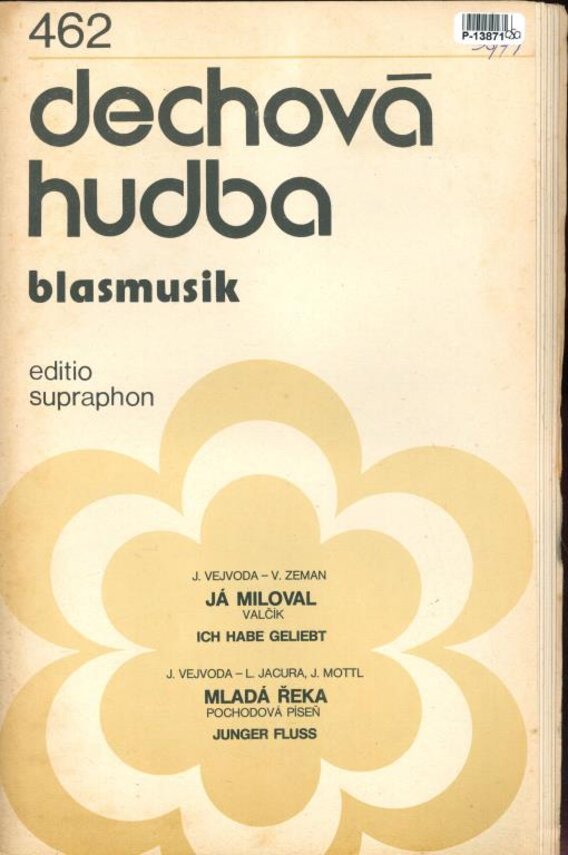 462
P-13871
dechová
hudba
blasmusik
editio
supraphon
J. VEJVODA – V. ZEMAN
JÁ MILOVAL
VALČÍK
ICH HABE GELIEBT
J. VEJVODA – L. JACURA, J. MOTTL
MLADÁ ŘEKA
POCHODOVÁ PÍSEŇ
JUNGER FLUSS